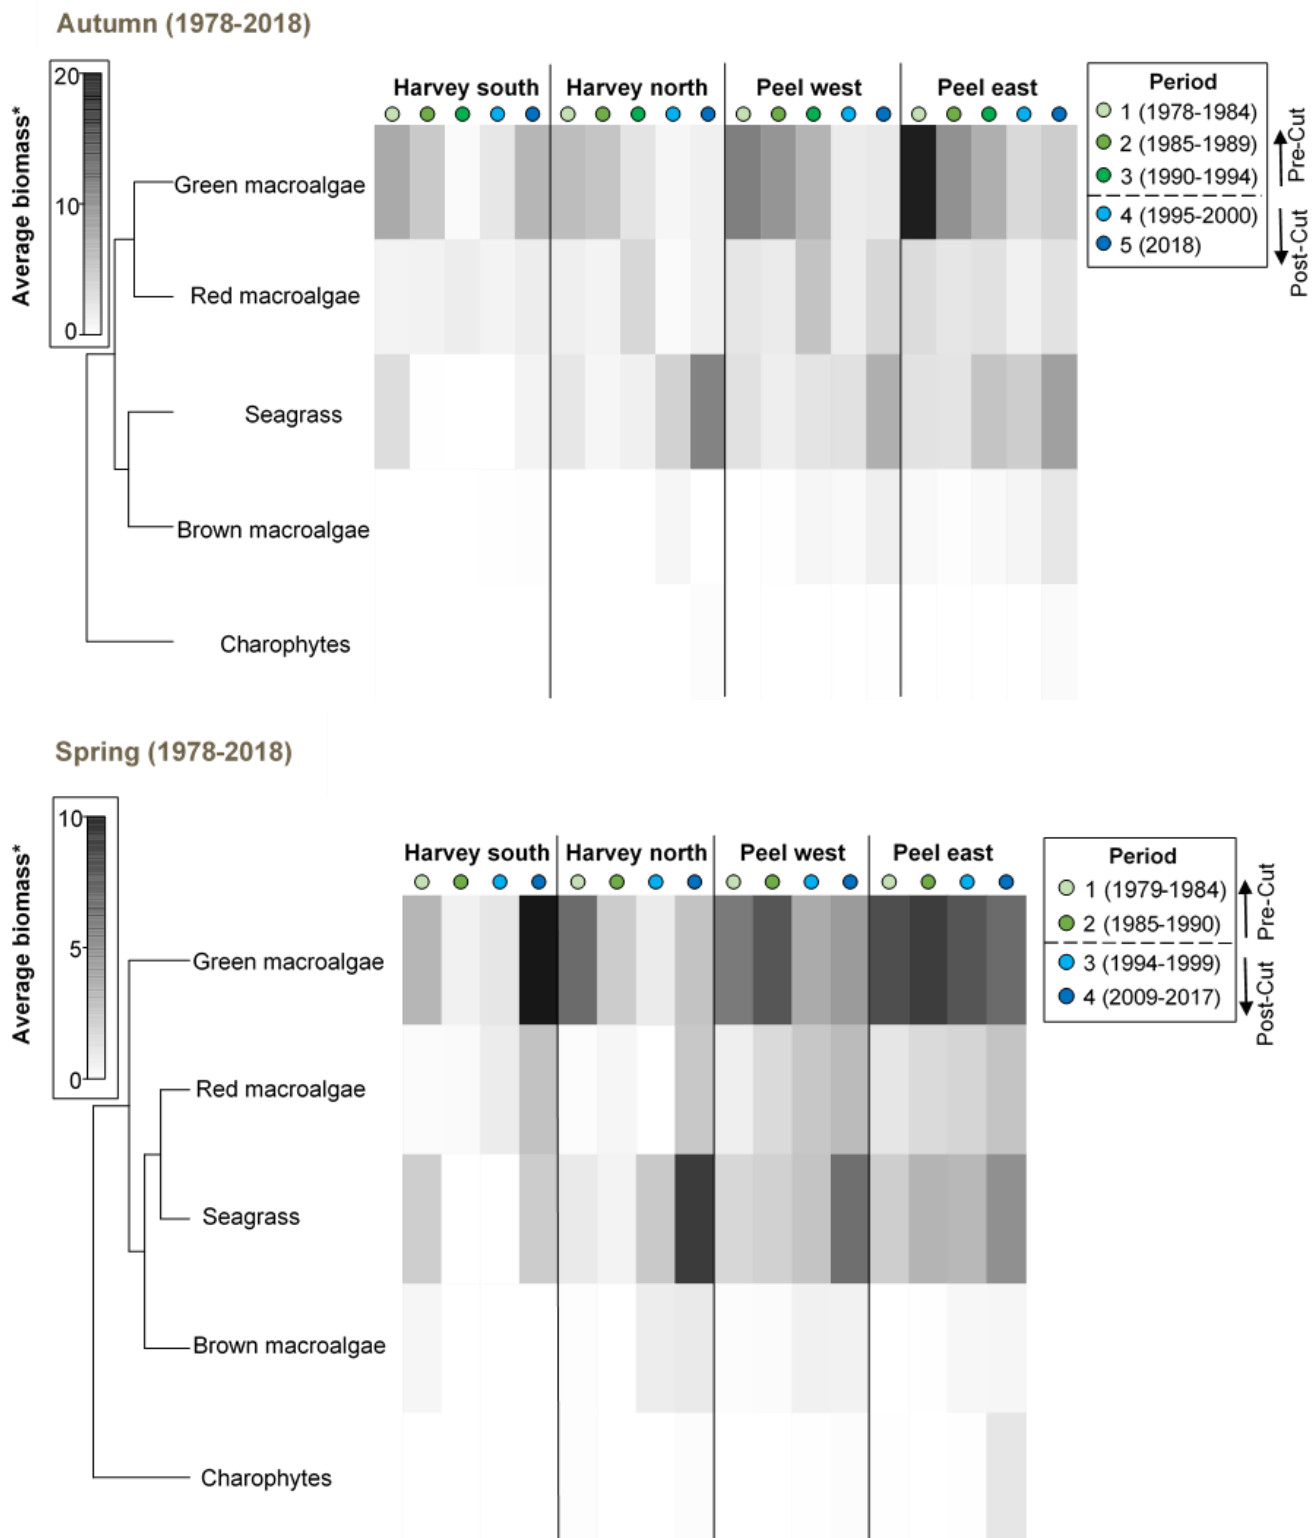 Autumn (1978-2018)
Average biomass*
20
10
0
Harvey south
Harvey north
Peel west
Peel east
Green macroalgae
Red macroalgae
Seagrass
Brown macroalgae
Charophytes
Period
1 (1978-1984)
2 (1985-1989)
3 (1990-1994)
4 (1995-2000)
5 (2018)
Pre-Cut
Post-Cut
Spring (1978-2018)
Average biomass*
10
5
0
Harvey south
Harvey north
Peel west
Peel east
Green macroalgae
Red macroalgae
Seagrass
Brown macroalgae
Charophytes
Period
1 (1979-1984)
2 (1985-1990)
3 (1994-1999)
4 (2009-2017)
Pre-Cut
Post-Cut